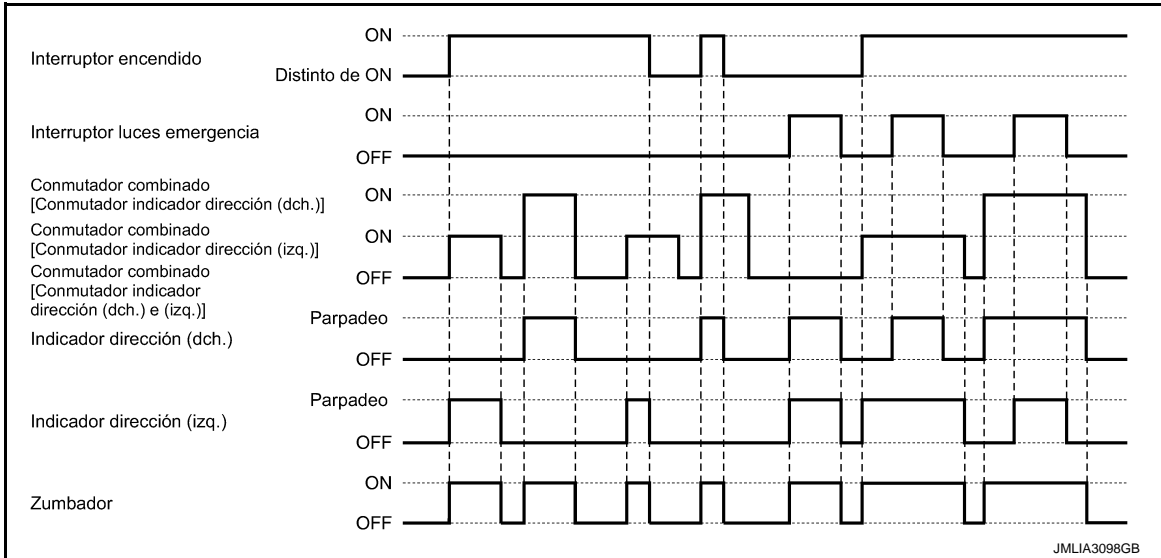 Interruptor encendido
ON
Distinto de ON
Interruptor luces emergencia
ON
OFF
Conmutador combinado
[Conmutador indicador dirección (dch.)]
ON
Conmutador combinado
[Conmutador indicador dirección (izq.)]
ON
Conmutador combinado
[Conmutador indicador
dirección (dch.) e (izq.)]
OFF
Indicador dirección (dch.)
Parpadeo
OFF
Indicador dirección (izq.)
Parpadeo
OFF
Zumbador
ON
OFF
JMLIA3098GB